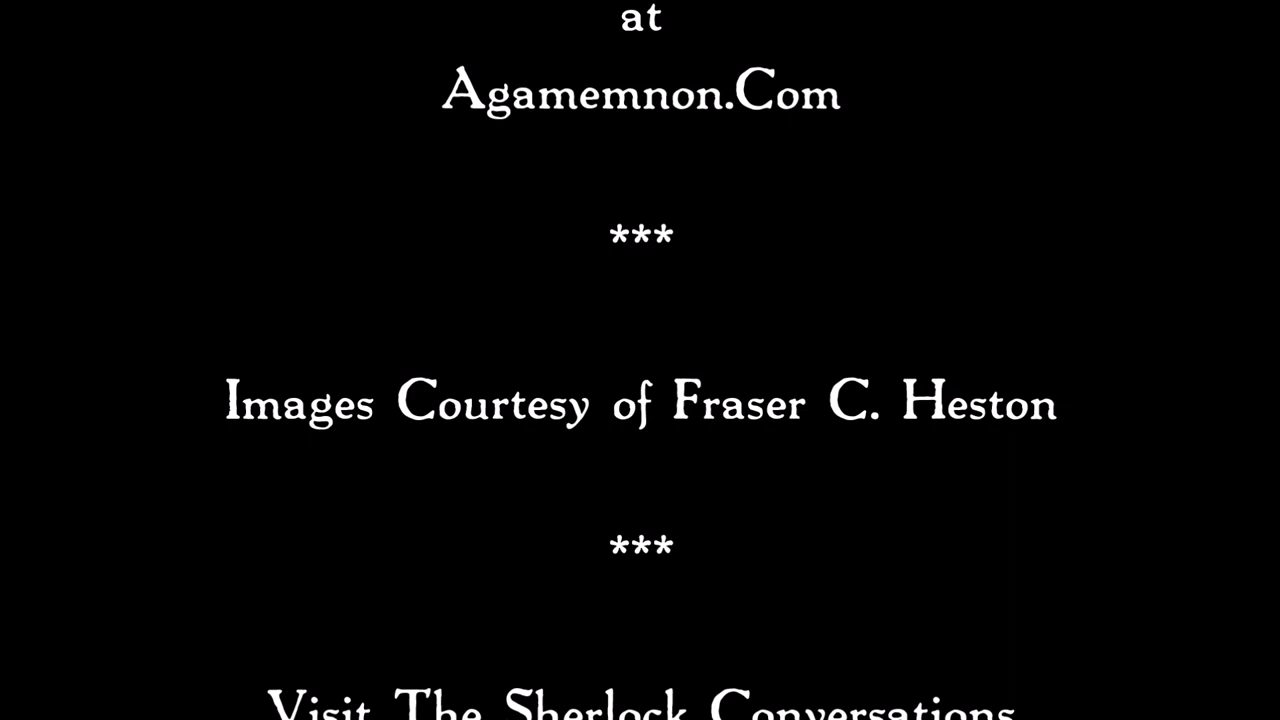 at
Agamemnon.Com
***
Images Courtesy of Fraser C. Heston
***
Visit The Sherlock Conversations